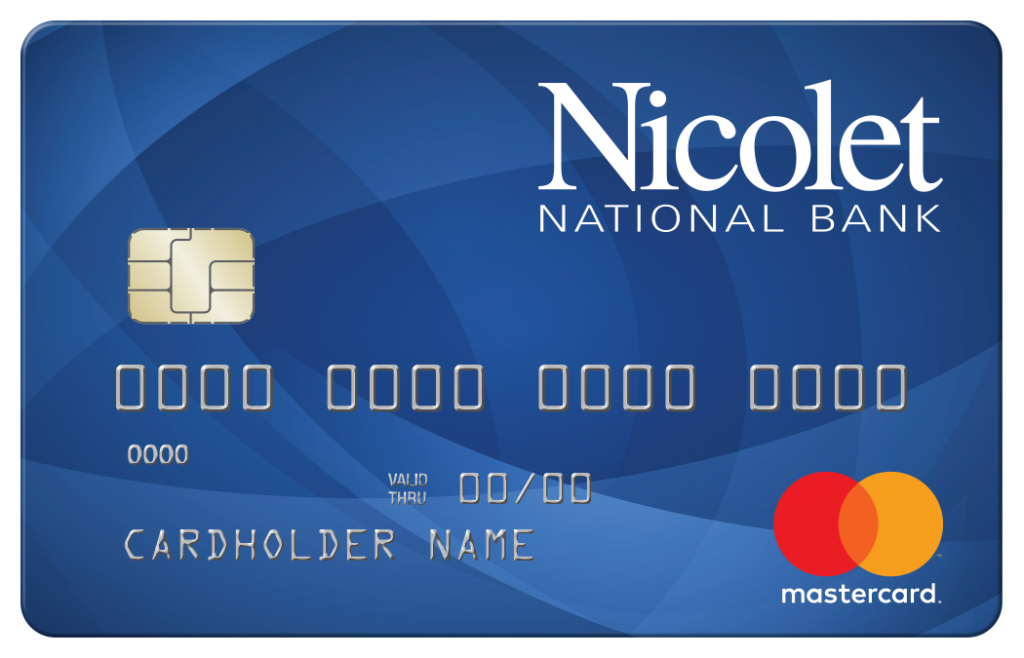 Nicolet
NATIONAL BANK
0000 0000 0000 0000
0000
VALID
THRU 00/00
CARDHOLDER NAME
mastercard.